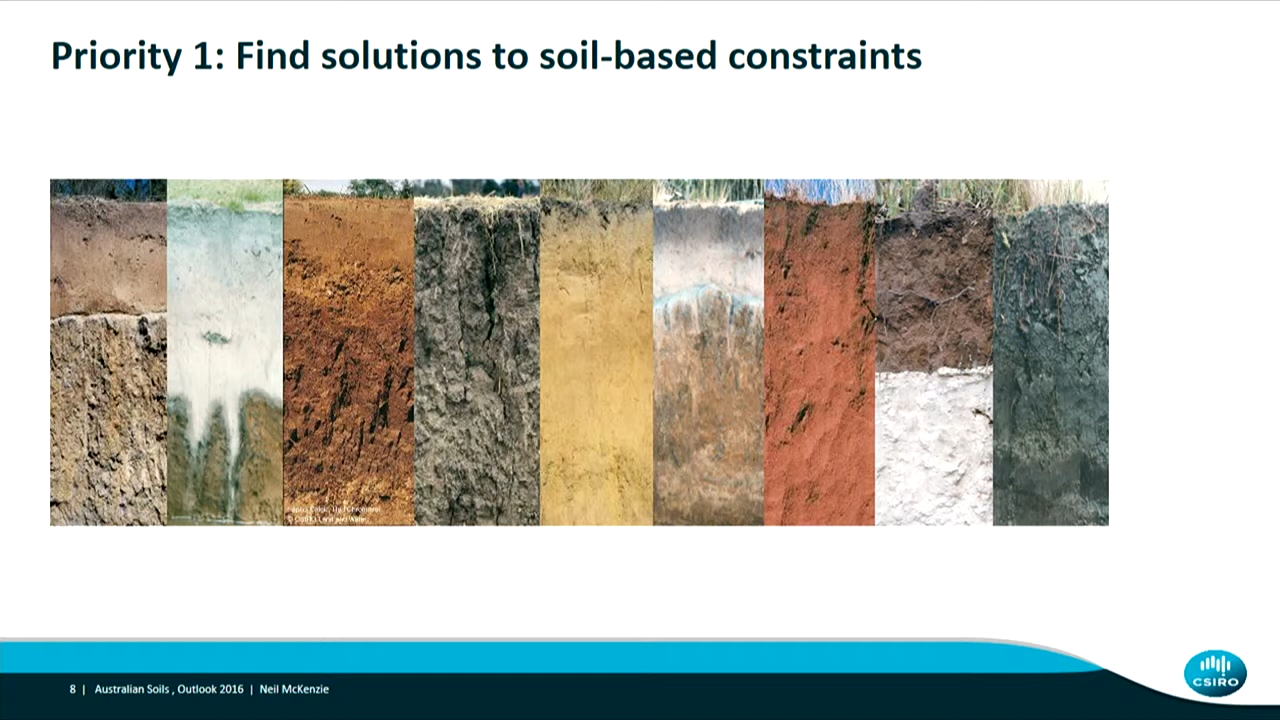 Priority 1: Find solutions to soil-based constraints
8 | Australian Soils , Outlook 2016 | Neil McKenzie
CSIRO